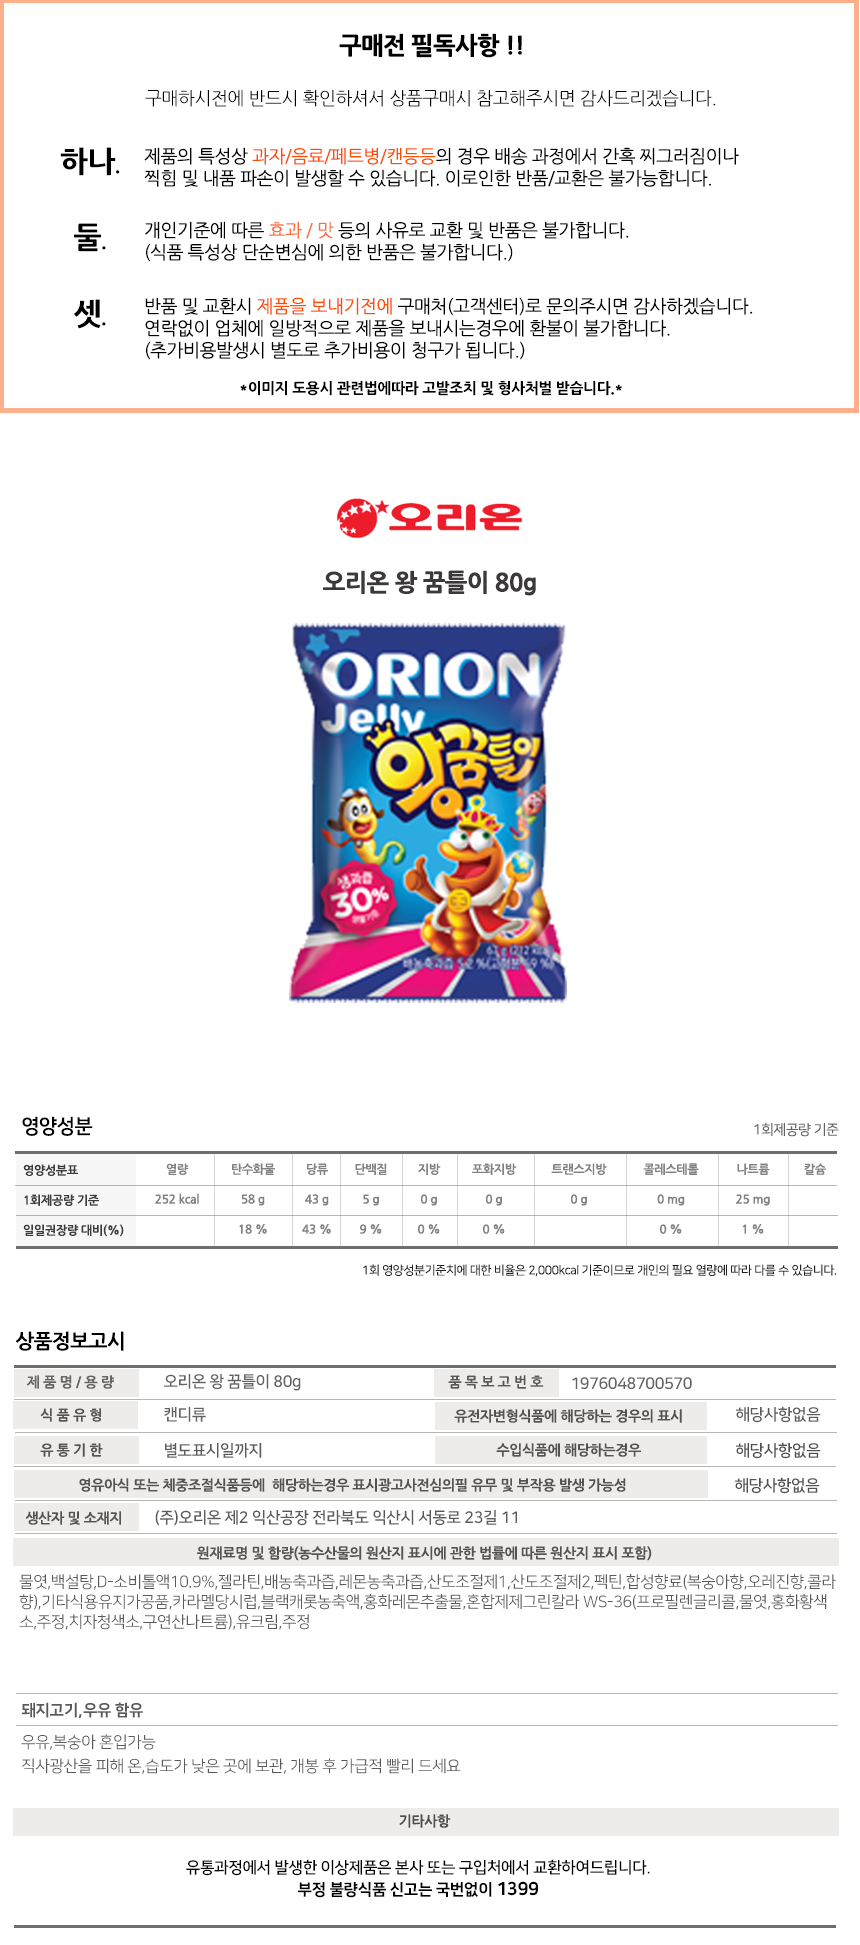 구매전 필독사항 !!
구매하시전에 반드시 확인하셔서 상품구매시 참고해주시면 감사드리겠습니다.
하나. 제품의 특성상 과자/음료/페트병/캔등등의 경우 배송 과정에서 간혹 찌그러짐이나
찍힘 및 내품 파손이 발생할 수 있습니다. 이로인한 반품/교환은 불가능합니다.
둘. 개인기준에 따른 효과 / 맛 등의 사유로 교환 및 반품은 불가합니다.
(식품 특성상 단순변심에 의한 반품은 불가합니다.)
셋. 반품 및 교환시 제품을 보내기전에 구매처(고객센터)로 문의주시면 감사하겠습니다.
연락없이 업체에 일방적으로 제품을 보내시는경우에 환불이 불가합니다.
(추가비용발생시 별도로 추가비용이 청구가 됩니다.)
*이미지 도용시 관련법에따라 고발조치 및 형사처벌 받습니다.*
오리온
오리온 왕 꿈틀이 80g
ORION
Jelly
왕꿈틀이
생과즙
30%
영양성분
1회제공량 기준
영양성분표 열량 탄수화물 당류 단백질 지방 포화지방 트랜스지방 콜레스테롤 나트륨 칼슘
1회제공량 기준 252 kcal 58 g 43 g 5 g 0 g 0 g 0 g 0 mg 25 mg
일일권장량 대비(%) 18 % 43 % 9 % 0 % 0 % 0 % 1 %
1회 영양성분기준치에 대한 비율은 2,000kcal 기준이므로 개인의 필요 열량에 따라 다를 수 있습니다.
상품정보고시
제품명/용량 오리온 왕 꿈틀이 80g 품목보고번호 1976048700570
식품유형 캔디류 유전자변형식품에 해당하는 경우의 표시 해당사항없음
유통기한 별도표시일까지 수입식품에 해당하는경우 해당사항없음
영유아식 또는 체중조절식품등에 해당하는경우 표시광고사전심의필 유무 및 부작용 발생 가능성 해당사항없음
생산자 및 소재지 (주)오리온 제2 익산공장 전라북도 익산시 서동로 23길 11
원재료명 및 함량(농수산물의 원산지 표시에 관한 법률에 따른 원산지 표시 포함)
물엿,백설탕,D-소비톨액10.9%,젤라틴,배농축과즙,레몬농축과즙,산도조절제1,산도조절제2,펙틴,합성향료(복숭아향,오레진향,콜라
향),기타식용유지가공품,카라멜당시럽,블랙캐롯농축액,홍화레몬추출물,혼합제제그린칼라 WS-36(프로필렌글리콜,물엿,홍화황색
소,주정,치자청색소,구연산나트륨),유크림,주정
돼지고기,우유 함유
우유,복숭아 혼입가능
직사광산을 피해 온,습도가 낮은 곳에 보관, 개봉 후 가급적 빨리 드세요
기타사항
유통과정에서 발생한 이상제품은 본사 또는 구입처에서 교환하여드립니다.
부정 불량식품 신고는 국번없이 1399